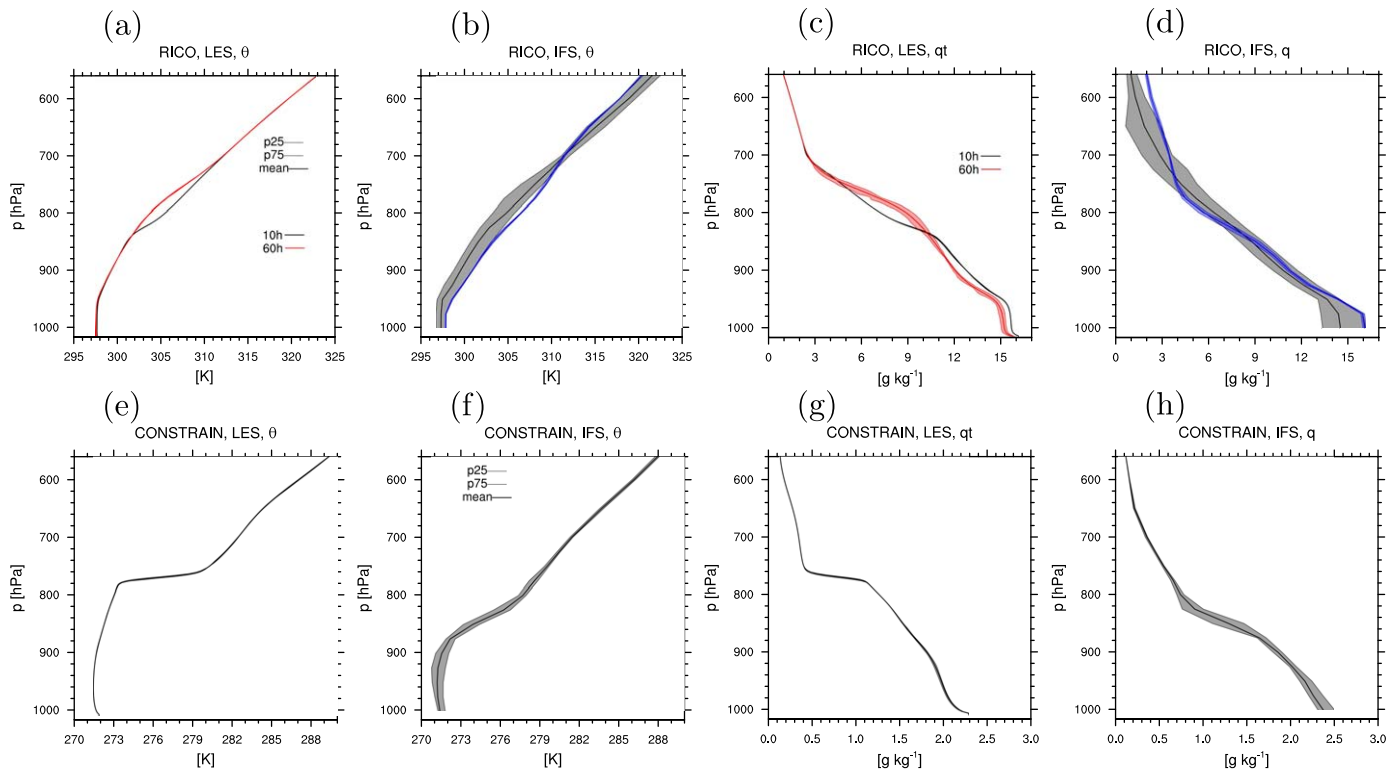 (a)
RICO, LES, θ
p [hPa]
600
700
800
900
1000
p25
p75
mean
10h
60h
295
300
305
310
315
320
325
[K]
(b)
RICO, IFS, θ
p [hPa]
600
700
800
900
1000
295
300
305
310
315
320
325
[K]
(c)
RICO, LES, qt
p [hPa]
600
700
800
900
1000
10h
60h
0
3
6
9
12
15
[g kg⁻¹]
(d)
RICO, IFS, q
p [hPa]
600
700
800
900
1000
0
3
6
9
12
15
[g kg⁻¹]
(e)
CONSTRAIN, LES, θ
p [hPa]
600
700
800
900
1000
270
273
276
279
282
285
288
[K]
(f)
CONSTRAIN, IFS, θ
p [hPa]
600
700
800
900
1000
p25
p75
mean
270
273
276
279
282
285
288
[K]
(g)
CONSTRAIN, LES, qt
p [hPa]
600
700
800
900
1000
0.0
0.5
1.0
1.5
2.0
2.5
3.0
[g kg⁻¹]
(h)
CONSTRAIN, IFS, q
p [hPa]
600
700
800
900
1000
0.0
0.5
1.0
1.5
2.0
2.5
3.0
[g kg⁻¹]